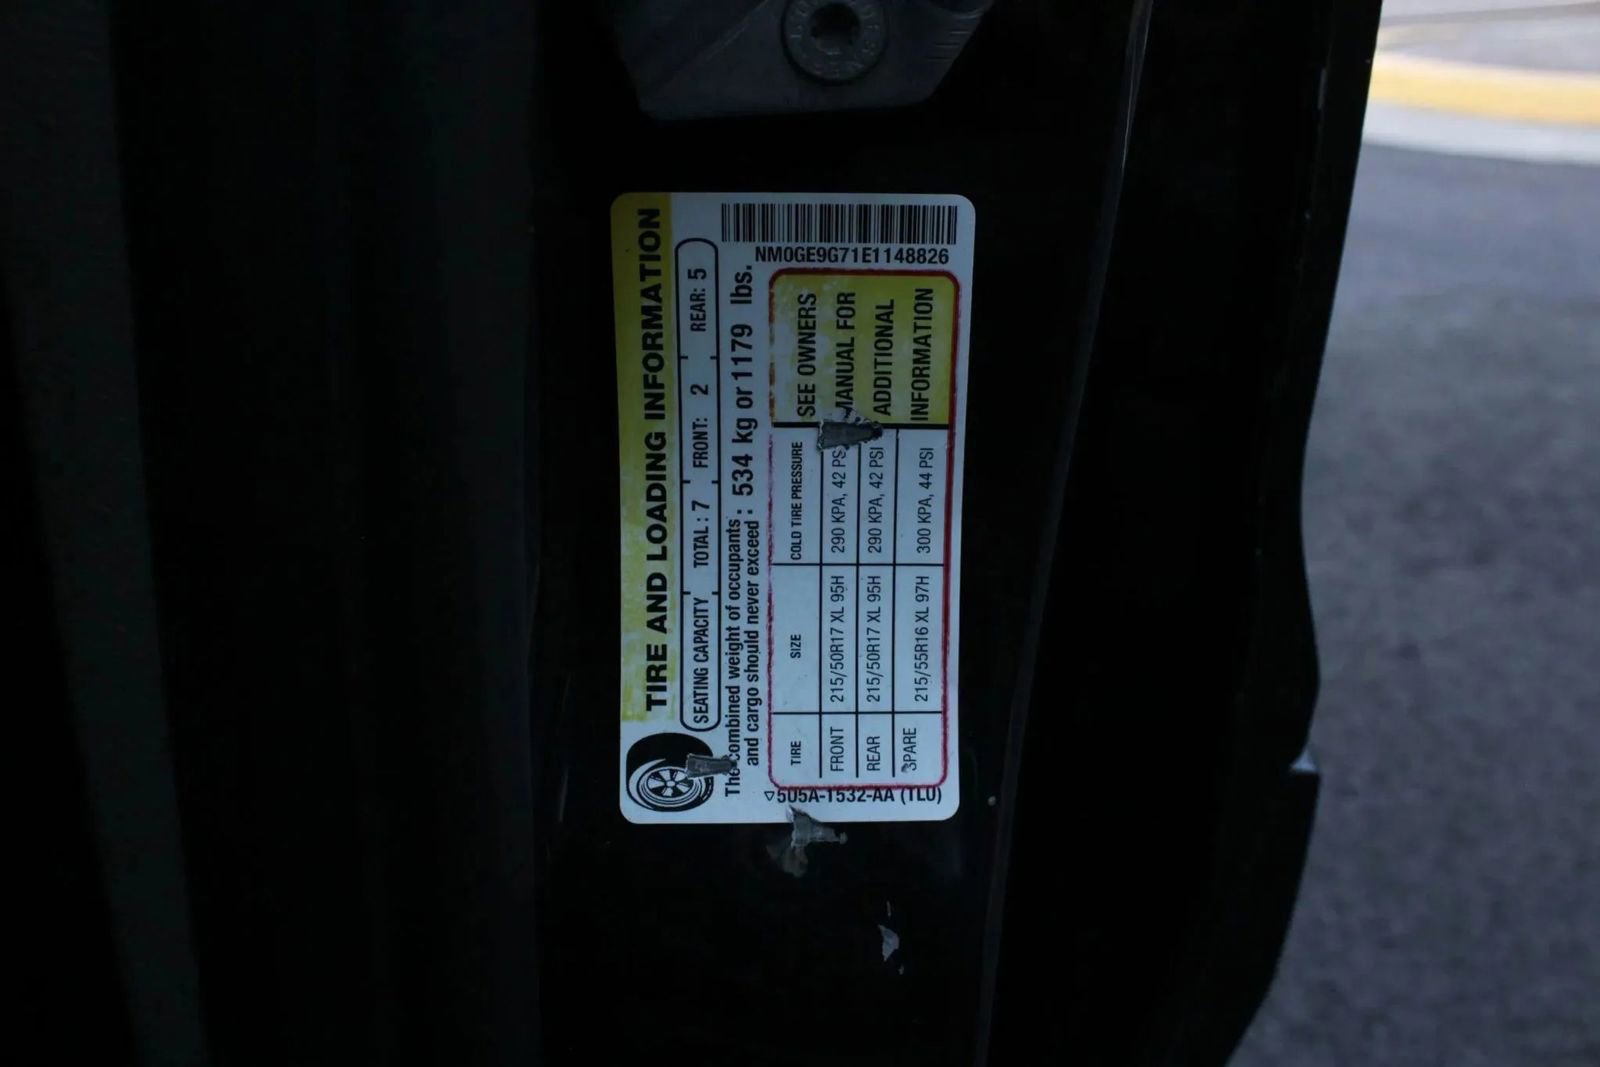 TIRE AND LOADING INFORMATION
SEATING CAPACITY TOTAL : 7 FRONT: 2 REAR: 5
The combined weight of occupants
and cargo should never exceed : 534 kg or 1179 lbs.
TIRE SIZE COLD TIRE PRESSURE
FRONT 215/50R17 XL 95H 290 KPA, 42 PSI
REAR 215/50R17 XL 95H 290 KPA, 42 PSI
SPARE 215/55R16 XL 97H 300 KPA, 44 PSI
SEE OWNERS
MANUAL FOR
ADDITIONAL
INFORMATION
5U5A-1532-AA (TLU)
NM0GE9G71E1148826